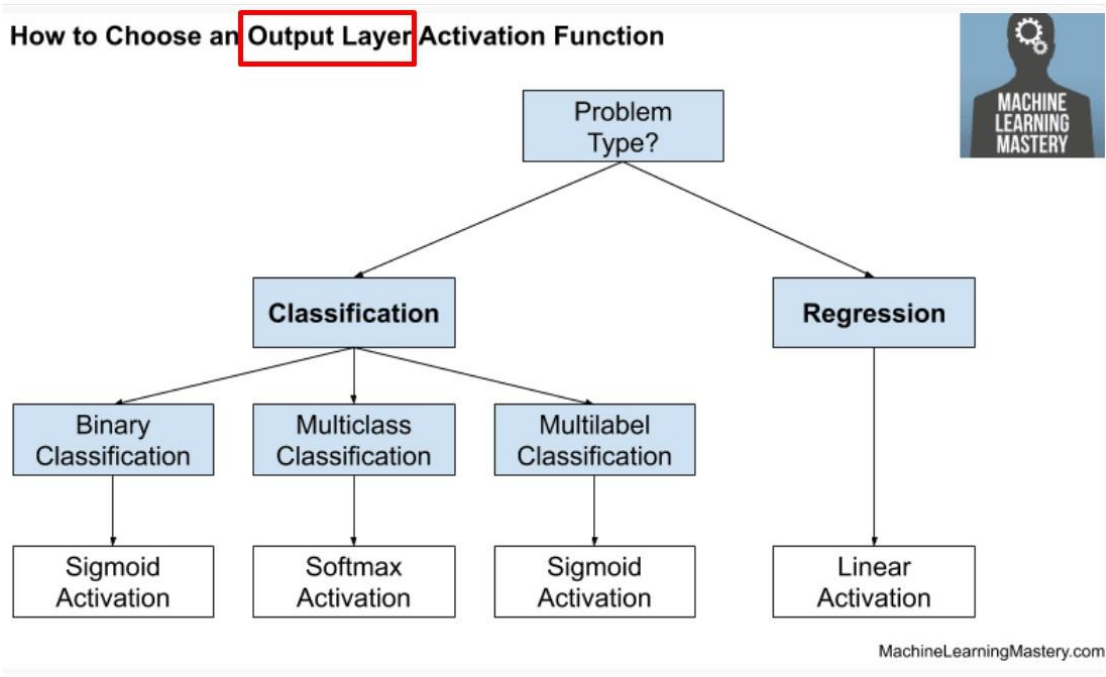 How to Choose an Output Layer Activation Function
MACHINE
LEARNING
MASTERY
Problem
Type?
Classification
Regression
Binary
Classification
Multiclass
Classification
Multilabel
Classification
Sigmoid
Activation
Softmax
Activation
Sigmoid
Activation
Linear
Activation
MachineLearningMastery.com